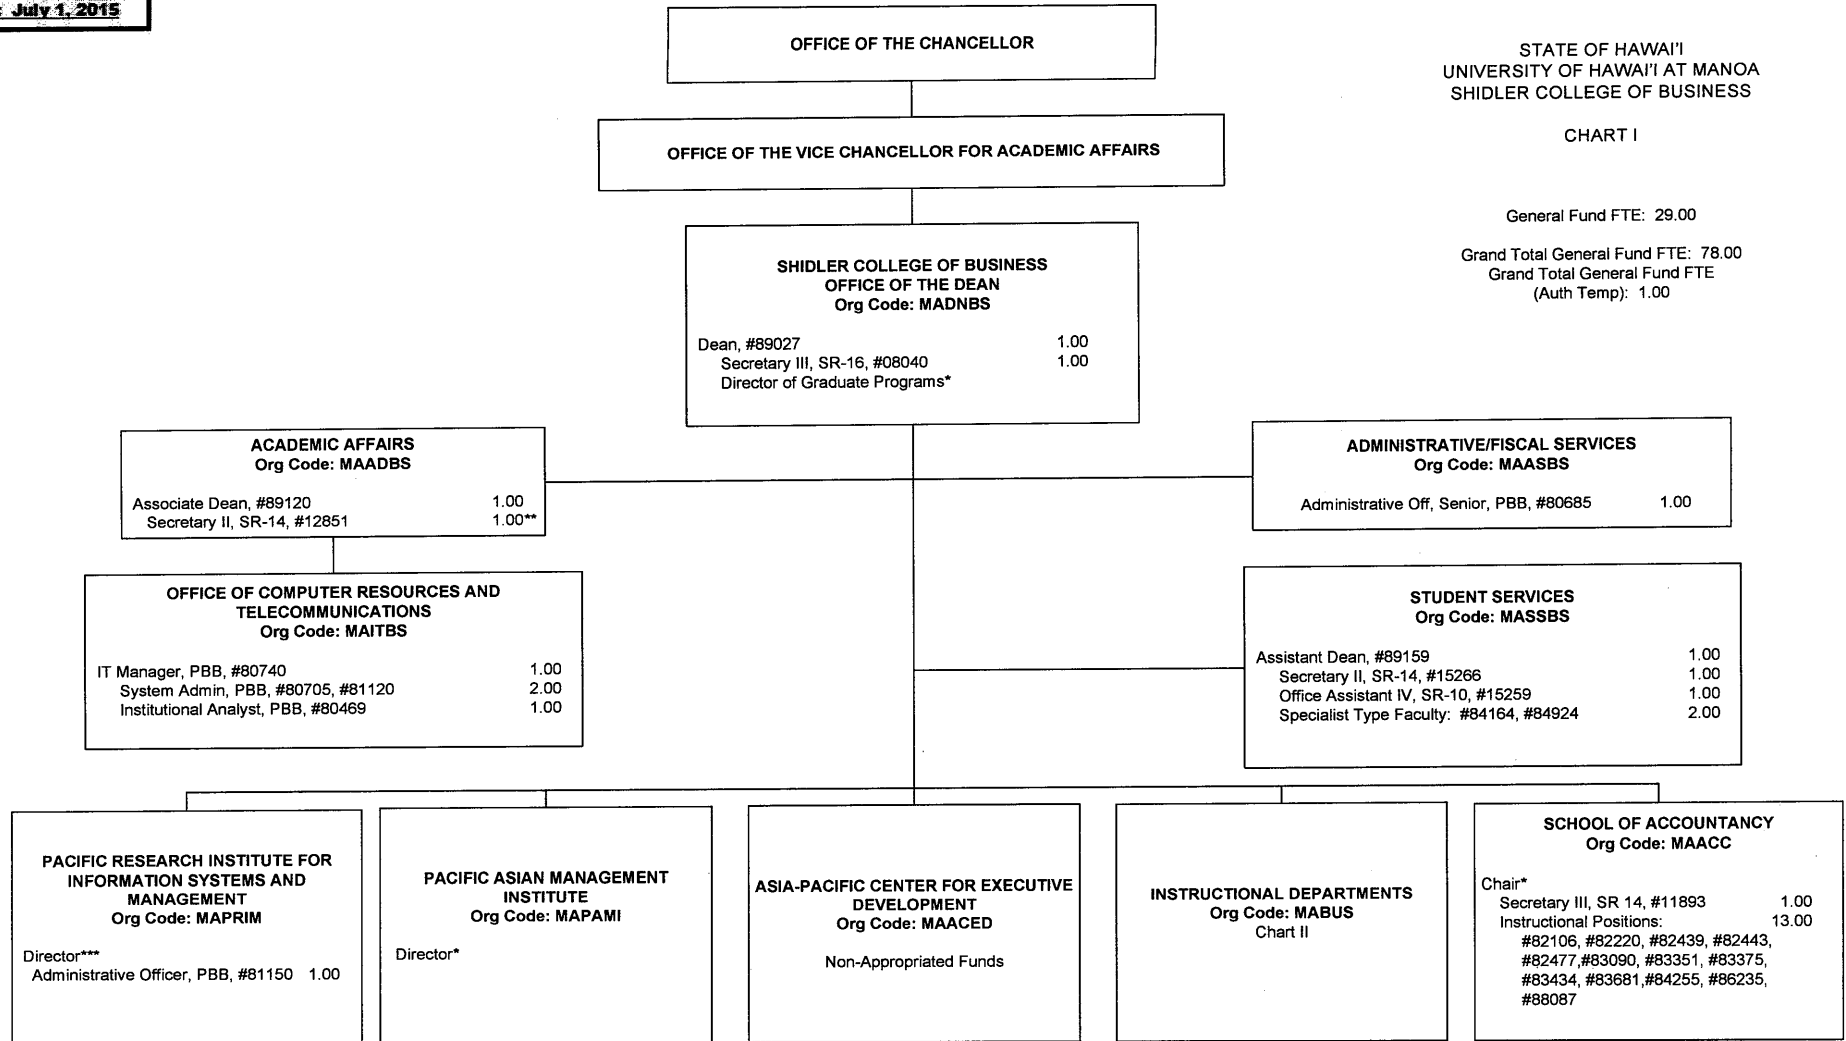 : July 1, 2015
OFFICE OF THE CHANCELLOR
STATE OF HAWAI'I
UNIVERSITY OF HAWAI'I AT MANOA
SHIDLER COLLEGE OF BUSINESS
CHART I
General Fund FTE: 29.00
Grand Total General Fund FTE: 78.00
Grand Total General Fund FTE
(Auth Temp): 1.00
OFFICE OF THE VICE CHANCELLOR FOR ACADEMIC AFFAIRS
SHIDLER COLLEGE OF BUSINESS
OFFICE OF THE DEAN
Org Code: MADNBS
Dean, #89027 1.00
Secretary III, SR-16, #08040 1.00
Director of Graduate Programs*
ACADEMIC AFFAIRS
Org Code: MAADBS
Associate Dean, #89120 1.00
Secretary II, SR-14, #12851 1.00**
ADMINISTRATIVE/FISCAL SERVICES
Org Code: MAASBS
Administrative Off, Senior, PBB, #80685 1.00
OFFICE OF COMPUTER RESOURCES AND
TELECOMMUNICATIONS
Org Code: MAITBS
IT Manager, PBB, #80740 1.00
System Admin, PBB, #80705, #81120 2.00
Institutional Analyst, PBB, #80469 1.00
STUDENT SERVICES
Org Code: MASSBS
Assistant Dean, #89159 1.00
Secretary II, SR-14, #15266 1.00
Office Assistant IV, SR-10, #15259 1.00
Specialist Type Faculty: #84164, #84924 2.00
PACIFIC RESEARCH INSTITUTE FOR
INFORMATION SYSTEMS AND
MANAGEMENT
Org Code: MAPRIM
Director***
Administrative Officer, PBB, #81150 1.00
PACIFIC ASIAN MANAGEMENT
INSTITUTE
Org Code: MAPAMI
Director*
ASIA-PACIFIC CENTER FOR EXECUTIVE
DEVELOPMENT
Org Code: MAACED
Non-Appropriated Funds
INSTRUCTIONAL DEPARTMENTS
Org Code: MABUS
Chart II
SCHOOL OF ACCOUNTANCY
Org Code: MAACC
Chair*
Secretary III, SR 14, #11893 1.00
Instructional Positions: 13.00
#82106, #82220, #82439, #82443,
#82477,#83090, #83351, #83375,
#83434, #83681,#84255, #86235,
#88087